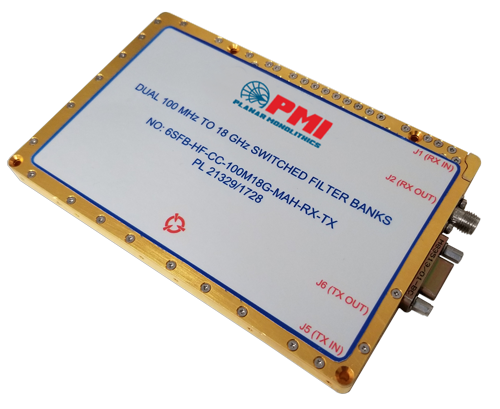 PMI
PLANAR MONOLITHICS
DUAL 100 MHz TO 18 GHz SWITCHED FILTER BANKS
NO: 6SFB-HF-CC-100M18G-MAH-RX-TX
PL 21329/1728
J1 (RX IN)
J2 (RX OUT)
J6 (TX OUT)
J5 (TX IN)